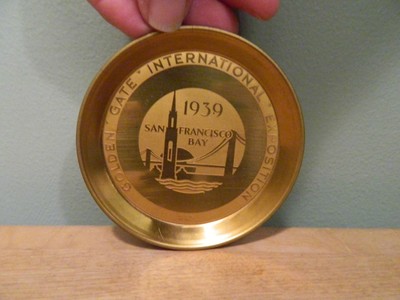 GOLDEN · GATE · INTERNATIONAL · EXPOSITION
1939
SAN FRANCISCO
BAY